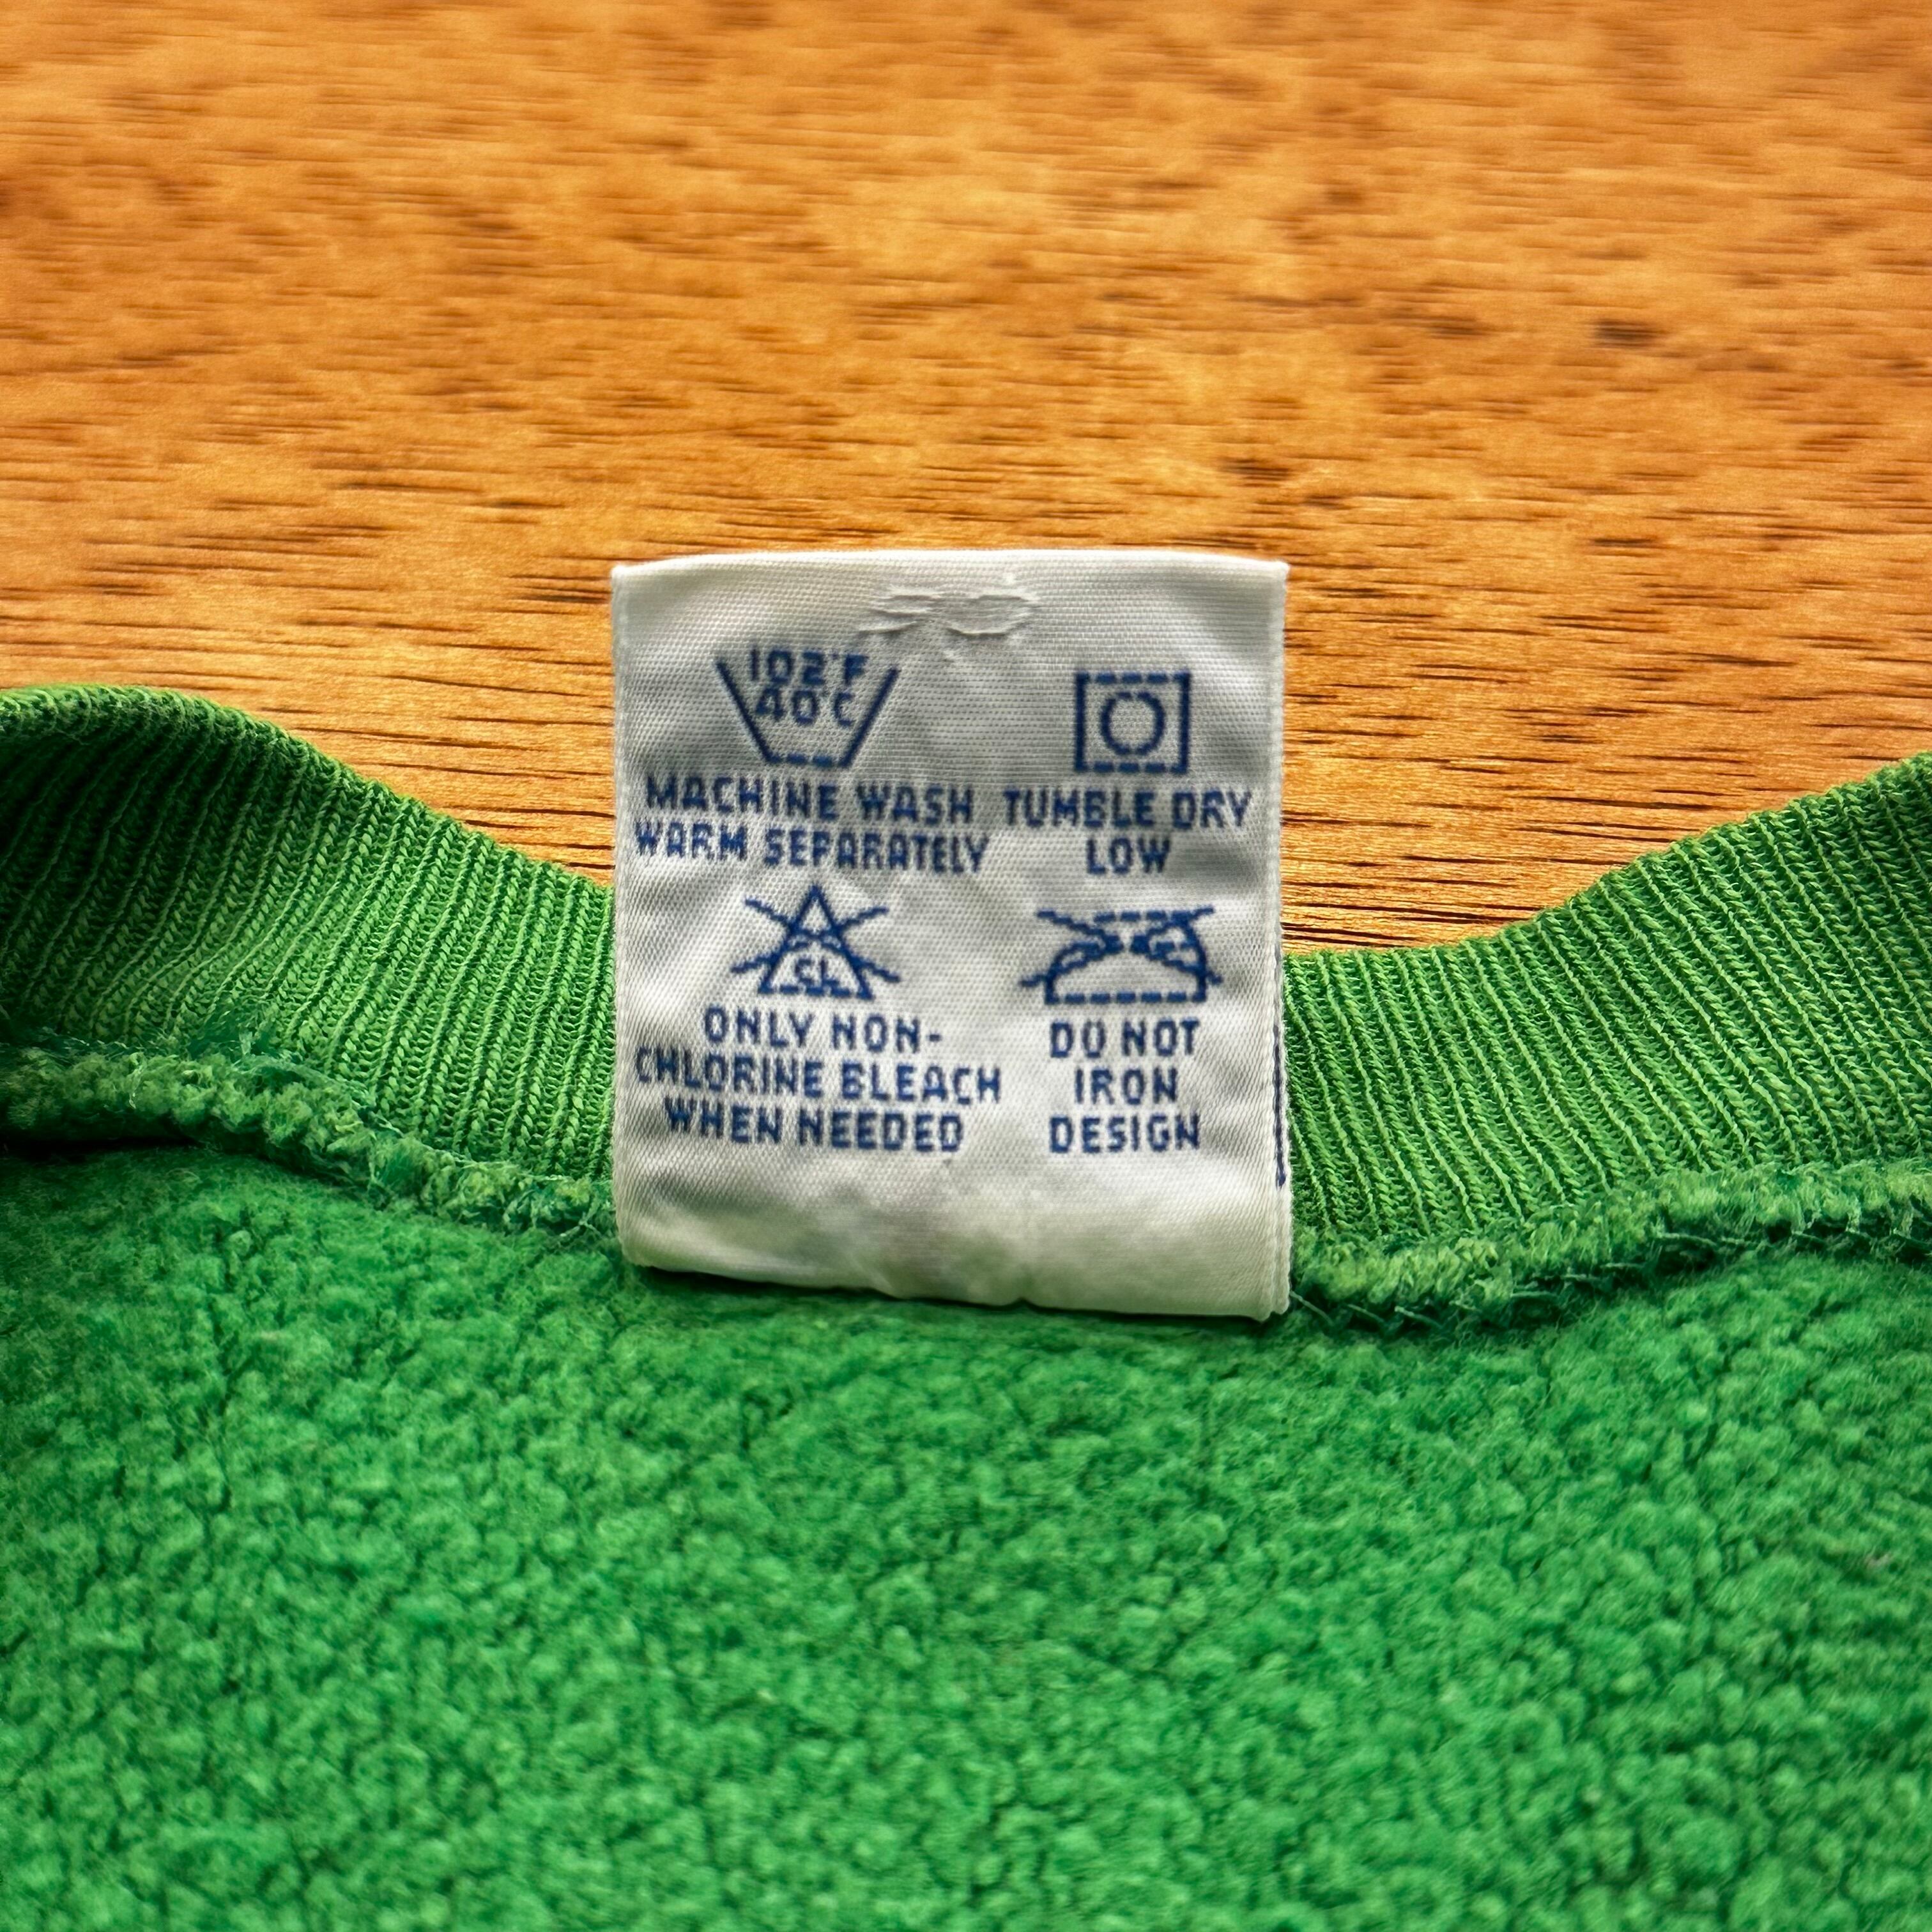 102°F
40°C
MACHINE WASH
WARM SEPARATELY
TUMBLE DRY
LOW
CL
ONLY NON-
CHLORINE BLEACH
WHEN NEEDED
DO NOT
IRON
DESIGN